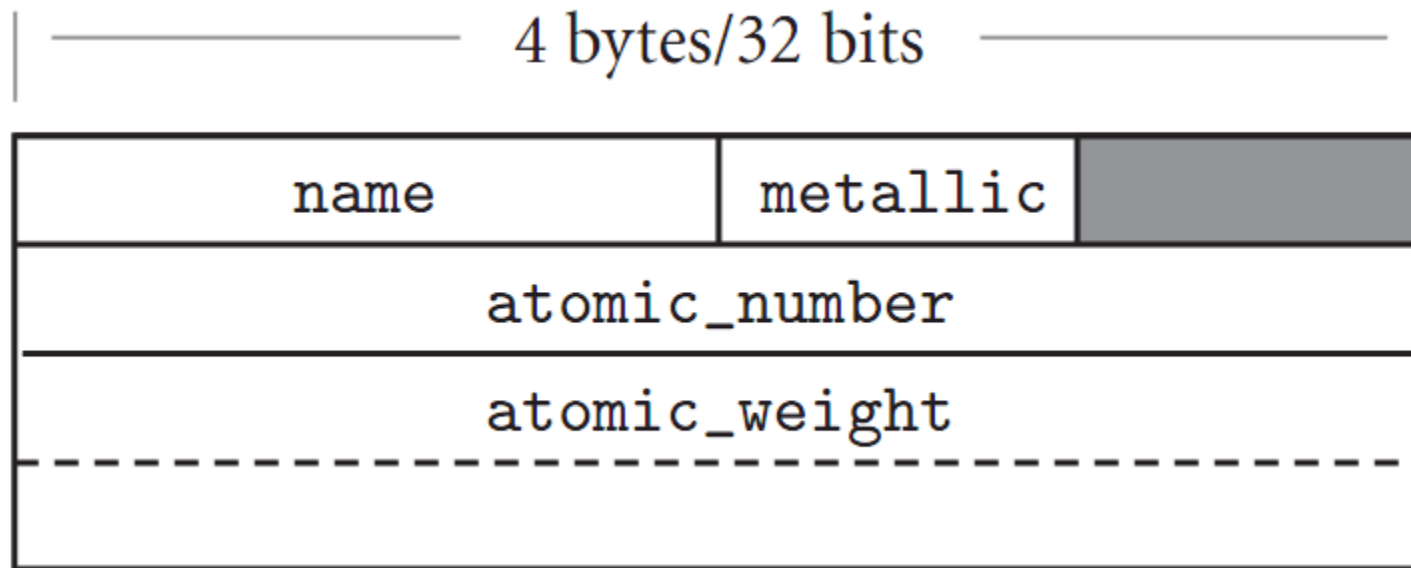 4 bytes/32 bits
name metallic
atomic_number
atomic_weight